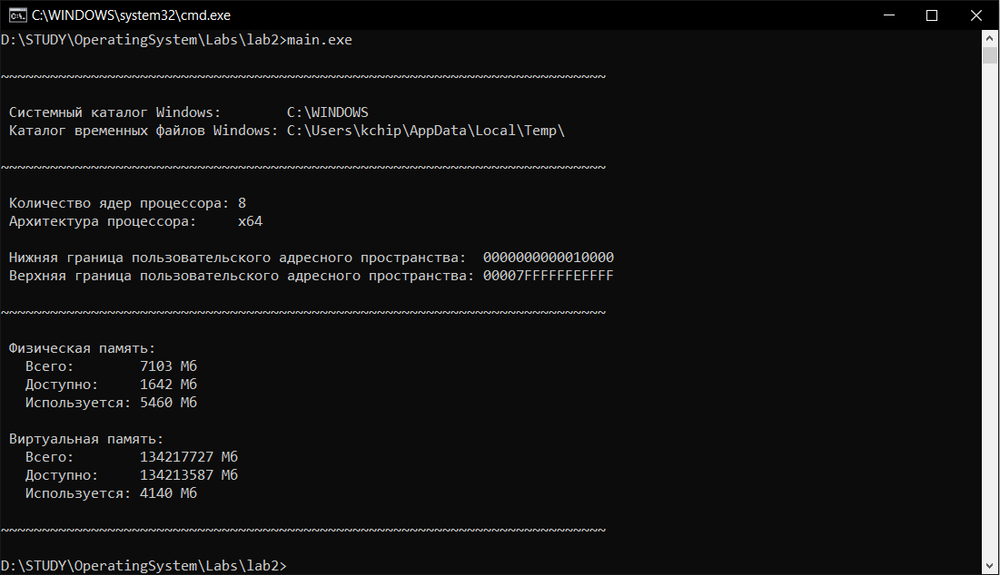 C:\WINDOWS\system32\cmd.exe
D:\STUDY\OperatingSystem\Labs\lab2>main.exe
~~~~~~~~~~~~~~~~~~~~~~~~~~~~~~~~~~~~~~~~~~~~~~~~~~~~~~~~~~~~~~~~~~~~~~~~~~
Системный каталог Windows:        C:\WINDOWS
Каталог временных файлов Windows: C:\Users\kchip\AppData\Local\Temp\
~~~~~~~~~~~~~~~~~~~~~~~~~~~~~~~~~~~~~~~~~~~~~~~~~~~~~~~~~~~~~~~~~~~~~~~~~~
Количество ядер процессора: 8
Архитектура процессора:     x64
Нижняя граница пользовательского адресного пространства:  0000000000010000
Верхняя граница пользовательского адресного пространства: 00007FFFFFFEFFFF
~~~~~~~~~~~~~~~~~~~~~~~~~~~~~~~~~~~~~~~~~~~~~~~~~~~~~~~~~~~~~~~~~~~~~~~~~~
Физическая память:
Всего:        7103 Мб
Доступно:     1642 Мб
Используется: 5460 Мб
Виртуальная память:
Всего:        134217727 Мб
Доступно:     134213587 Мб
Используется: 4140 Мб
~~~~~~~~~~~~~~~~~~~~~~~~~~~~~~~~~~~~~~~~~~~~~~~~~~~~~~~~~~~~~~~~~~~~~~~~~~
D:\STUDY\OperatingSystem\Labs\lab2>